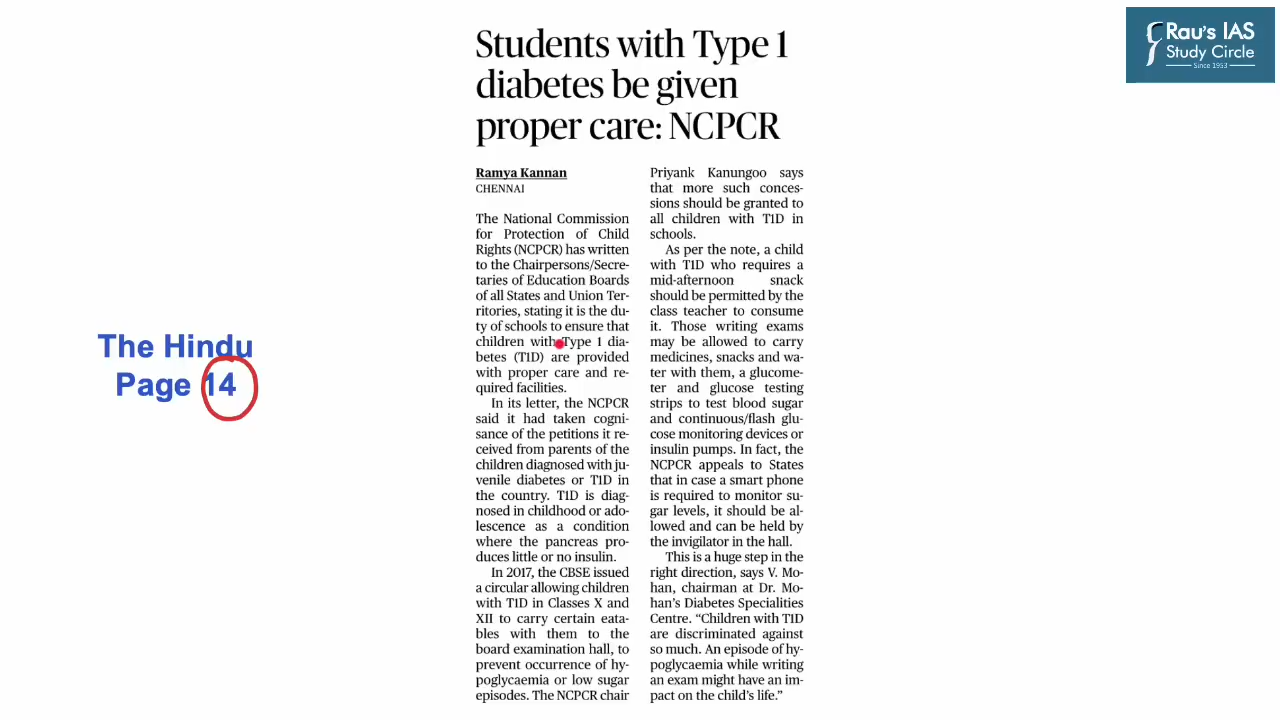 Students with Type 1
diabetes be given
proper care: NCPCR
Ramya Kannan
CHENNAI
The National Commission
for Protection of Child
Rights (NCPCR) has written
to the Chairpersons/Secre-
taries of Education Boards
of all States and Union Ter-
ritories, stating it is the du-
ty of schools to ensure that
children with Type 1 dia-
betes (T1D) are provided
with proper care and re-
quired facilities.
In its letter, the NCPCR
said it had taken cogni-
sance of the petitions it re-
ceived from parents of the
children diagnosed with ju-
venile diabetes or T1D in
the country. T1D is diag-
nosed in childhood or ado-
lescence as a condition
where the pancreas pro-
duces little or no insulin.
In 2017, the CBSE issued
a circular allowing children
with T1D in Classes X and
XII to carry certain eata-
bles with them to the
board examination hall, to
prevent occurrence of hy-
poglycaemia or low sugar
episodes. The NCPCR chair
Priyank Kanungoo says
that more such conces-
sions should be granted to
all children with T1D in
schools.
As per the note, a child
with T1D who requires a
mid-afternoon snack
should be permitted by the
class teacher to consume
it. Those writing exams
may be allowed to carry
medicines, snacks and wa-
ter with them, a glucome-
ter and glucose testing
strips to test blood sugar
and continuous/flash glu-
cose monitoring devices or
insulin pumps. In fact, the
NCPCR appeals to States
that in case a smart phone
is required to monitor su-
gar levels, it should be al-
lowed and can be held by
the invigilator in the hall.
This is a huge step in the
right direction, says V. Mo-
han, chairman at Dr. Mo-
han's Diabetes Specialities
Centre. “Children with T1D
are discriminated against
so much. An episode of hy-
poglycaemia while writing
an exam might have an im-
pact on the child's life.”
The Hindu
Page 14
Rau's IAS
Study Circle
Since 1953